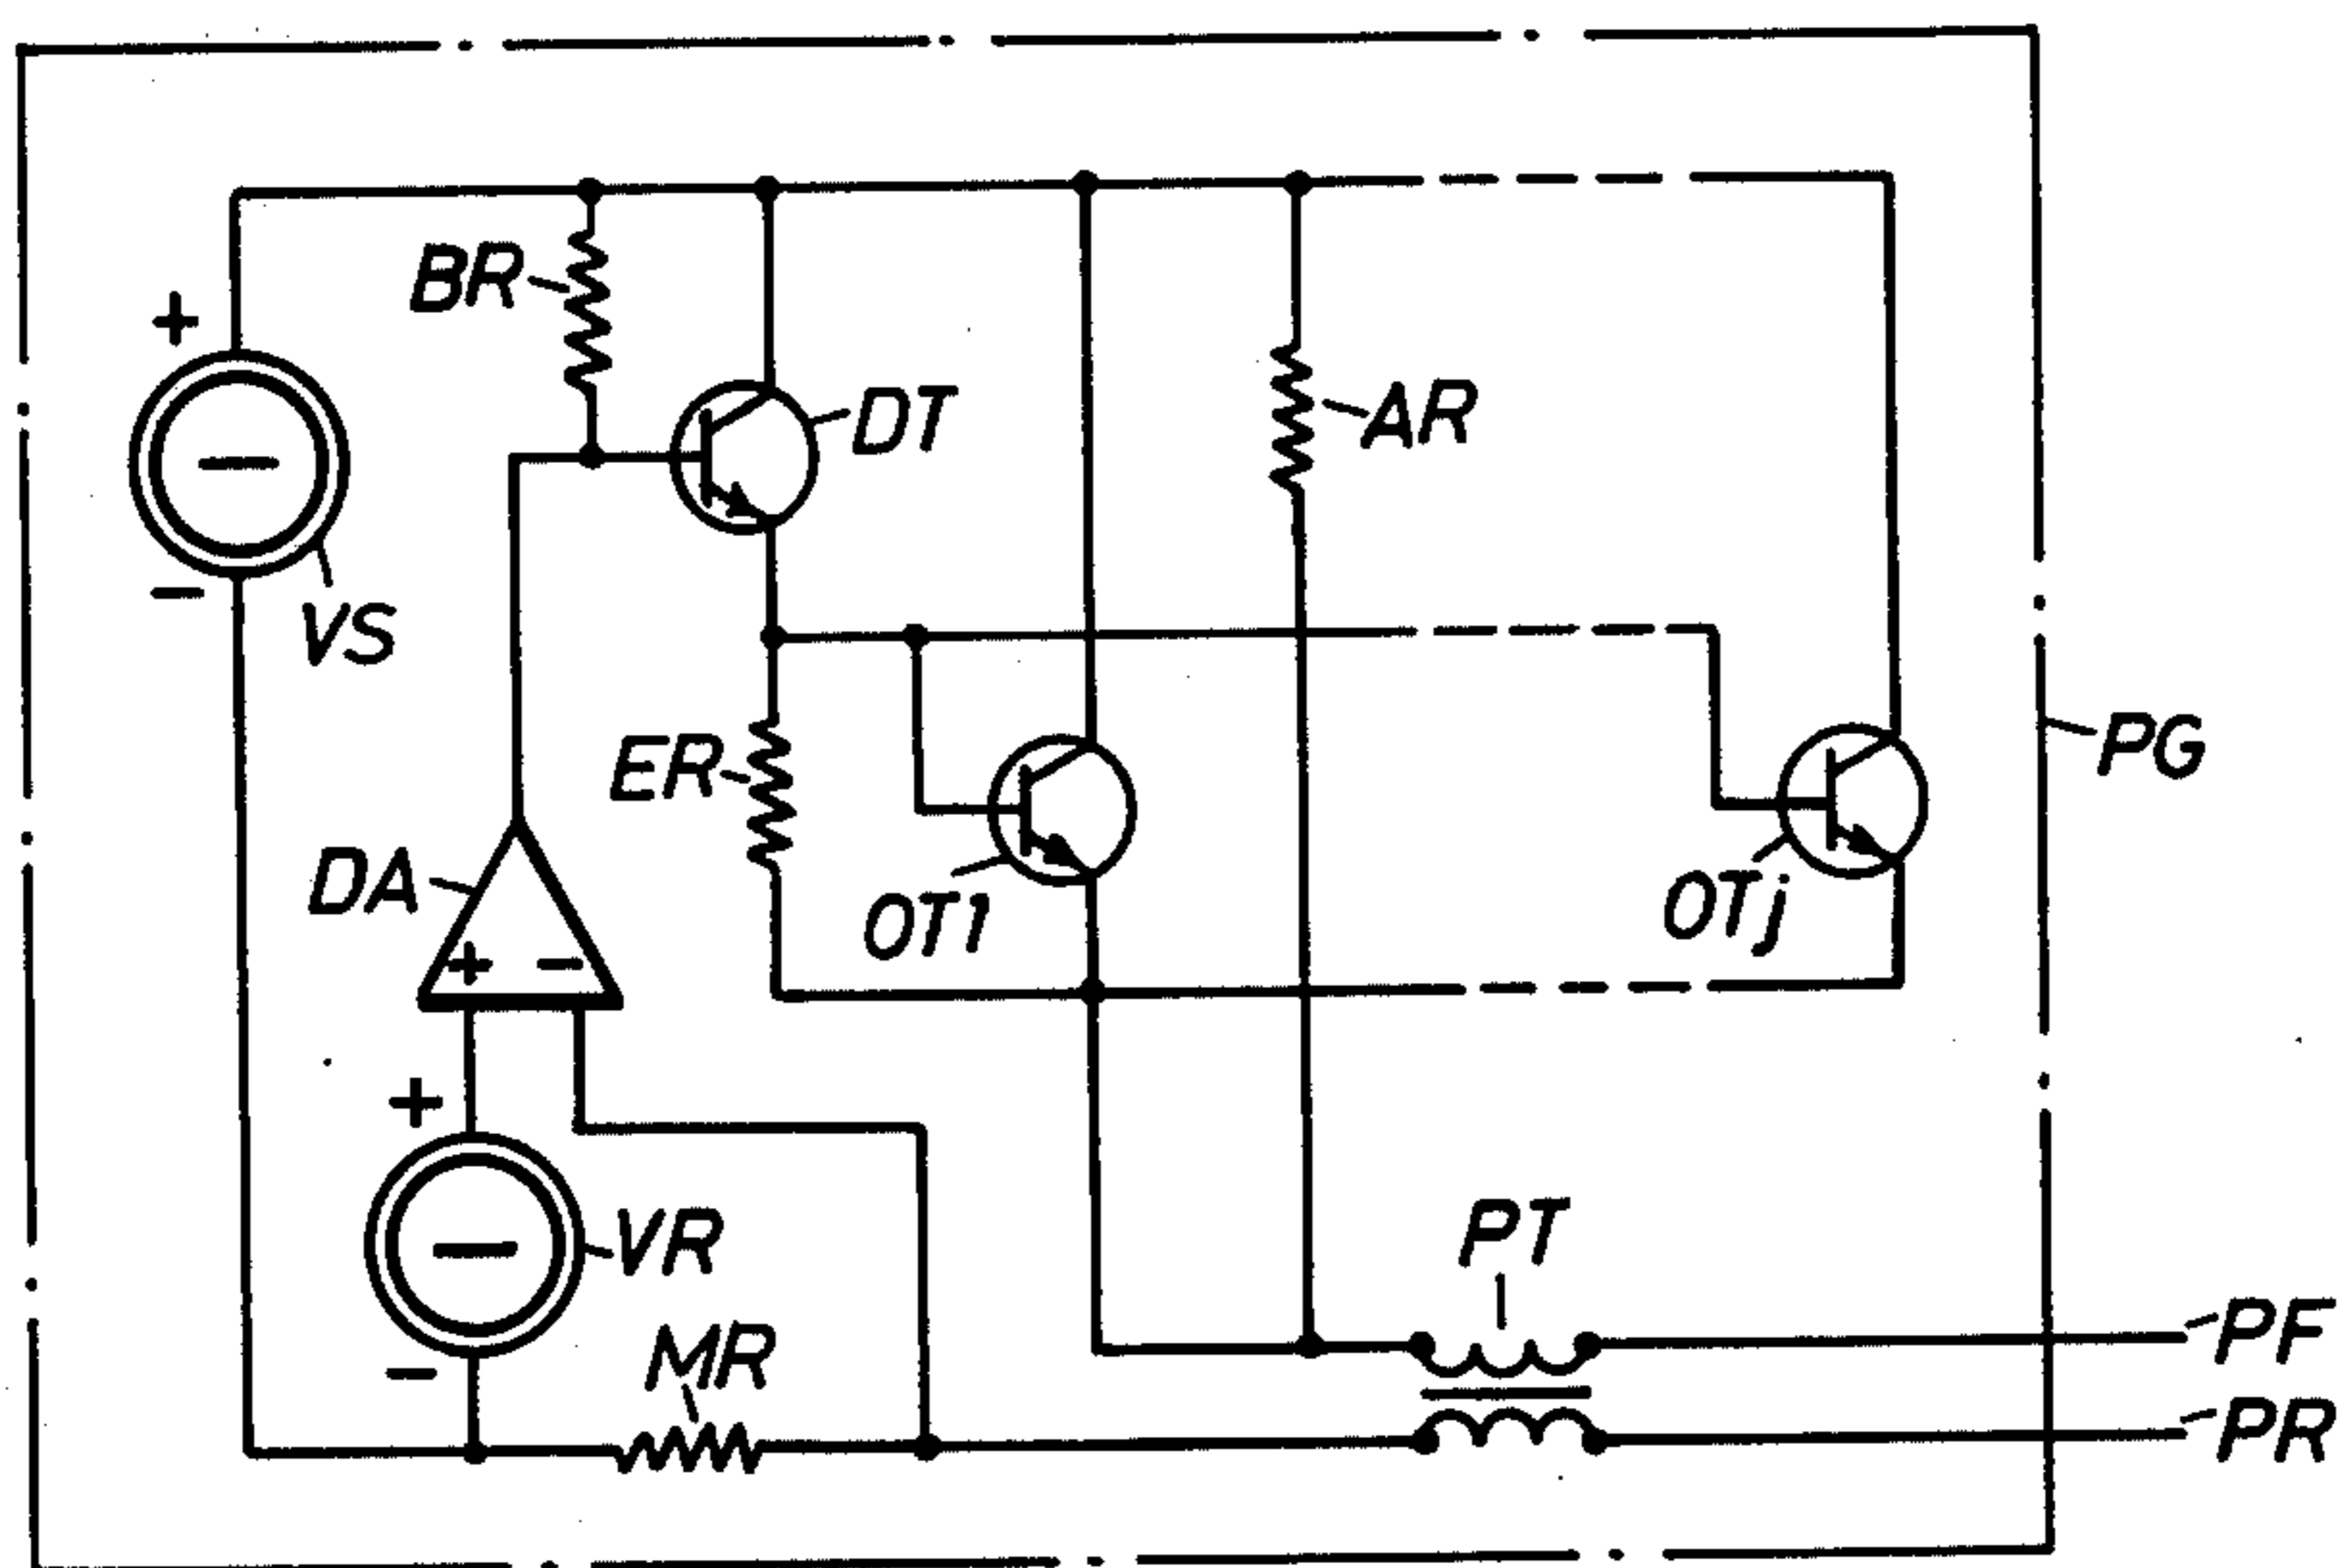 BR
+
DT
AR
VS
−
PG
ER
DA
OT1
OTj
+ −
+
VR
PT
−
MR
PF
PR